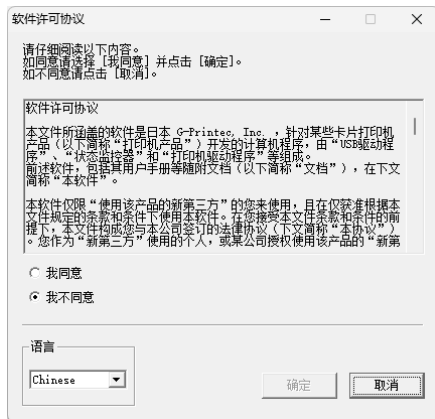 软件许可协议
请仔细阅读以下内容。
如同意请选择 [我同意] 并点击 [确定]。
如不同意请点击 [取消]。
软件许可协议
本文件所涵盖的软件是日本 G-Printec, Inc. ，针对某些卡片打印机
产品（以下简称“打印机产品”）开发的计算机程序，由“USB驱动程
序”、“状态监控器”和“打印机驱动程序”等组成。
前述软件，包括其用户手册等随附文档（以下简称“文档”），在下文
简称“本软件”。
本软件仅限“使用该产品的新第三方”的您来使用，且在仅获准根据本
文件规定的条款和条件下使用本软件。在您接受本文件条款和条件的前
提下，本文件构成您与本公司签订的法律协议（下文简称“本协议”）
。您作为“新第三方”使用的个人，或某公司授权使用该产品的“新第
我同意
我不同意
语言
Chinese
确定
取消